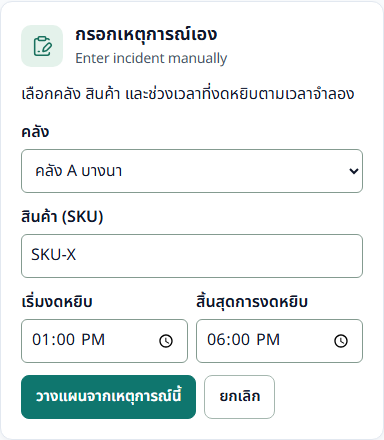 กรอกเหตุการณ์เอง
Enter incident manually
เลือกคลัง สินค้า และช่วงเวลาที่งดหยิบตามเวลาจำลอง
คลัง
คลัง A บางนา
สินค้า (SKU)
SKU-X
เริ่มงดหยิบ สิ้นสุดการงดหยิบ
01:00 PM 06:00 PM
วางแผนจากเหตุการณ์นี้ ยกเลิก